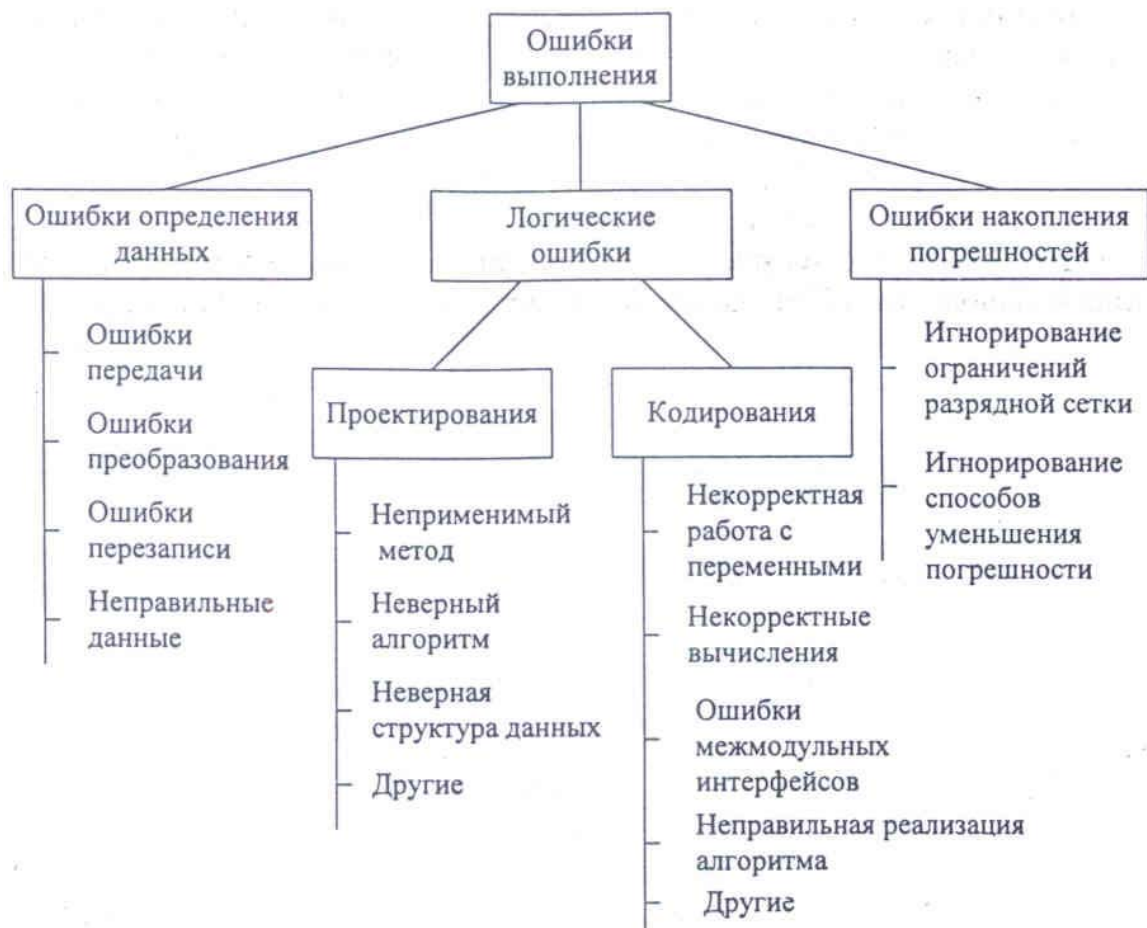 Ошибки
выполнения
Ошибки определения
данных
Логические
ошибки
Ошибки накопления
погрешностей
Ошибки
передачи
Ошибки
преобразования
Ошибки
перезаписи
Неправильные
данные
Проектирования
Неприменимый
метод
Неверный
алгоритм
Неверная
структура данных
Другие
Кодирования
Некорректная
работа с
переменными
Некорректные
вычисления
Ошибки
межмодульных
интерфейсов
Неправильная реализация
алгоритма
Другие
Игнорирование
ограничений
разрядной сетки
Игнорирование
способов
уменьшения
погрешности